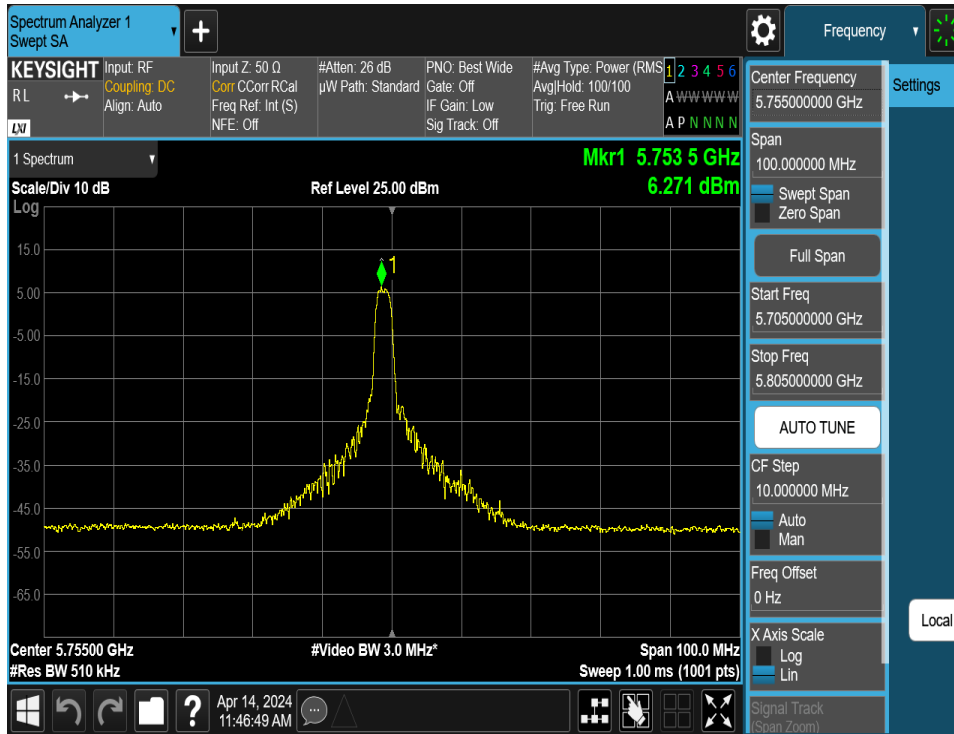 Spectrum Analyzer 1
Swept SA
+
Frequency
KEYSIGHT
R L
LXI
Input: RF
Coupling: DC
Align: Auto
Input Z: 50 Ω
Corr CCorr RCal
Freq Ref: Int (S)
NFE: Off
#Atten: 26 dB
µW Path: Standard
PNO: Best Wide
Gate: Off
IF Gain: Low
Sig Track: Off
#Avg Type: Power (RMS
Avg|Hold: 100/100
Trig: Free Run
1 2 3 4 5 6
A W W W W W
A P N N N N
1 Spectrum
Mkr1 5.753 5 GHz
6.271 dBm
Scale/Div 10 dB
Ref Level 25.00 dBm
Log
15.0
5.00
-5.00
-15.0
-25.0
-35.0
-45.0
-55.0
-65.0
1
Center 5.75500 GHz
#Video BW 3.0 MHz*
Span 100.0 MHz
#Res BW 510 kHz
Sweep 1.00 ms (1001 pts)
Center Frequency
5.755000000 GHz
Settings
Span
100.000000 MHz
Swept Span
Zero Span
Full Span
Start Freq
5.705000000 GHz
Stop Freq
5.805000000 GHz
AUTO TUNE
CF Step
10.000000 MHz
Auto
Man
Freq Offset
0 Hz
Local
X Axis Scale
Log
Lin
Signal Track
(Span Zoom)
?
Apr 14, 2024
11:46:49 AM